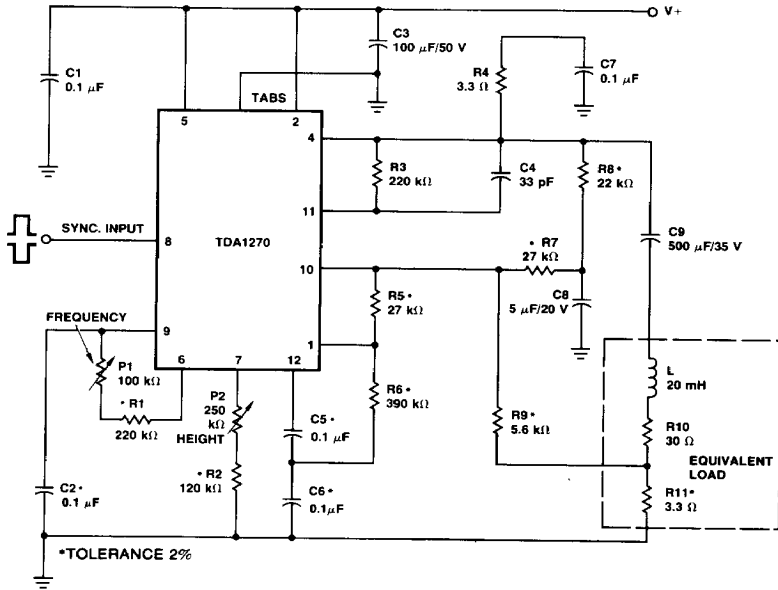 V+
C1
0.1 μF
C3
100 μF/50 V
R4
3.3 Ω
C7
0.1 μF
TABS
5
2
4
R3
220 kΩ
C4
33 pF
R8*
22 kΩ
11
SYNC. INPUT
8
TDA1270
C9
500 μF/35 V
10
* R7
27 kΩ
R5*
27 kΩ
C8
5 μF/20 V
FREQUENCY
9
1
P1
100 kΩ
6
7
12
L
20 mH
* R1
220 kΩ
P2
250
kΩ
HEIGHT
C5*
0.1 μF
R6*
390 kΩ
R9*
5.6 kΩ
R10
30 Ω
EQUIVALENT
LOAD
C2*
0.1 μF
* R2
120 kΩ
C6*
0.1μF
R11*
3.3 Ω
*TOLERANCE 2%